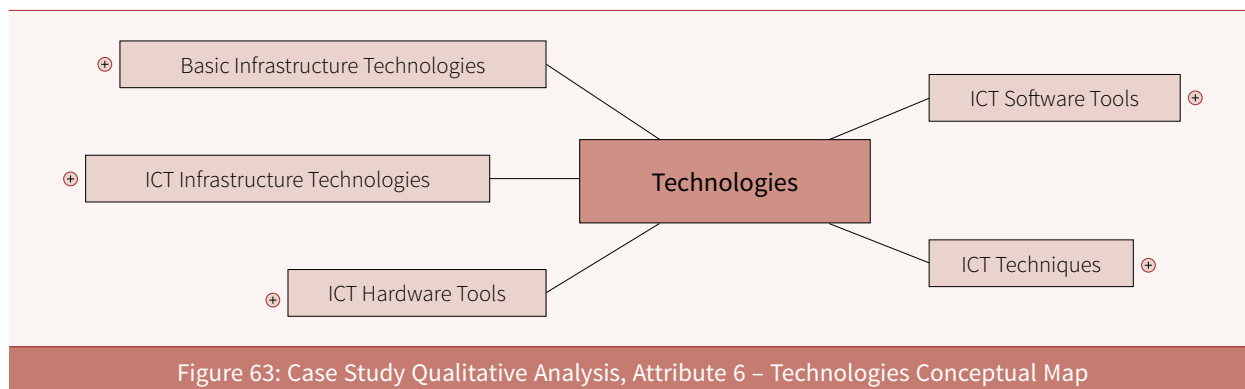 Basic Infrastructure Technologies
ICT Software Tools
ICT Infrastructure Technologies
Technologies
ICT Hardware Tools
ICT Techniques
Figure 63: Case Study Qualitative Analysis, Attribute 6 – Technologies Conceptual Map